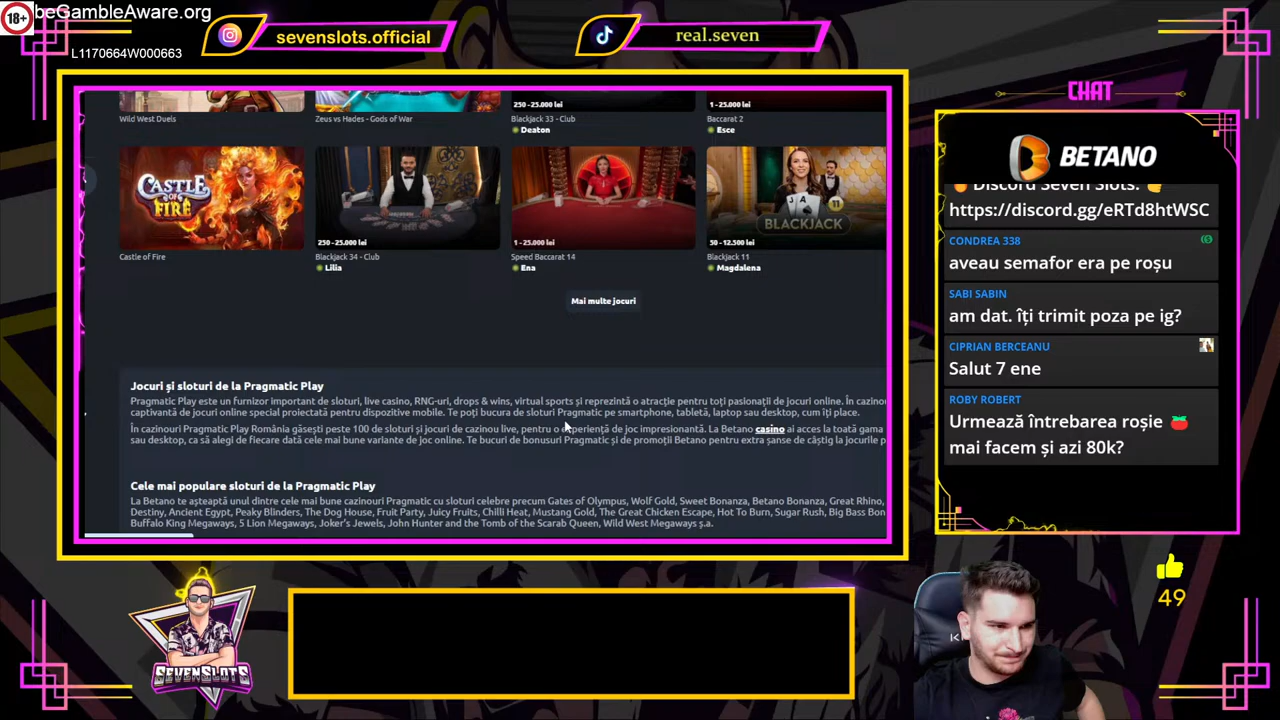 beGambleAware.org
18+
L1170664W000663
sevenslots.official
real.seven
Wild West Duels
Zeus vs Hades - Gods of War
250 - 25.000 lei
Blackjack 33 - Club
Deaton
1 - 25.000 lei
Baccarat 2
Esce
CASTLE OF FIRE
Castle of Fire
250 - 25.000 lei
Blackjack 34 - Club
Lilia
1 - 25.000 lei
Speed Baccarat 14
Ena
11
BLACKJACK
50 - 12.500 lei
Blackjack 11
Magdalena
Mai multe jocuri
Jocuri și sloturi de la Pragmatic Play
Pragmatic Play este un furnizor important de sloturi, live casino, RNG-uri, drops & wins, virtual sports și reprezintă o atracție pentru toți pasionații de jocuri online. În cazino
captivantă de jocuri online special proiectată pentru dispozitive mobile. Te poți bucura de sloturi Pragmatic pe smartphone, tabletă, laptop sau desktop, cum îți place.
În cazinouri Pragmatic Play România găsești peste 100 de sloturi și jocuri de cazinou live, pentru o experiență de joc impresionantă. La Betano casino ai acces la toată gama
sau desktop, ca să alegi de fiecare dată cele mai bune variante de joc online. Te bucuri de bonusuri Pragmatic și de promoții Betano pentru extra șanse de câștig la jocurile p
Cele mai populare sloturi de la Pragmatic Play
La Betano te așteaptă unul dintre cele mai bune cazinouri Pragmatic cu sloturi celebre precum Gates of Olympus, Wolf Gold, Sweet Bonanza, Betano Bonanza, Great Rhino,
Destiny, Ancient Egypt, Peaky Blinders, The Dog House, Fruit Party, Juicy Fruits, Chilli Heat, Mustang Gold, The Great Chicken Escape, Hot To Burn, Sugar Rush, Big Bass Bon
Buffalo King Megaways, 5 Lion Megaways, Joker's Jewels, John Hunter and the Tomb of the Scarab Queen, Wild West Megaways ș.a.
CHAT
BETANO
Discord Seven Slots:
https://discord.gg/eRTd8htWSC
CONDREA 338
aveau semafor era pe roșu
SABI SABIN
am dat. îți trimit poza pe ig?
CIPRIAN BERCEANU
Salut 7 ene
ROBY ROBERT
Urmează întrebarea roșie 🍅
mai facem și azi 80k?
49
SEVENSLOTS